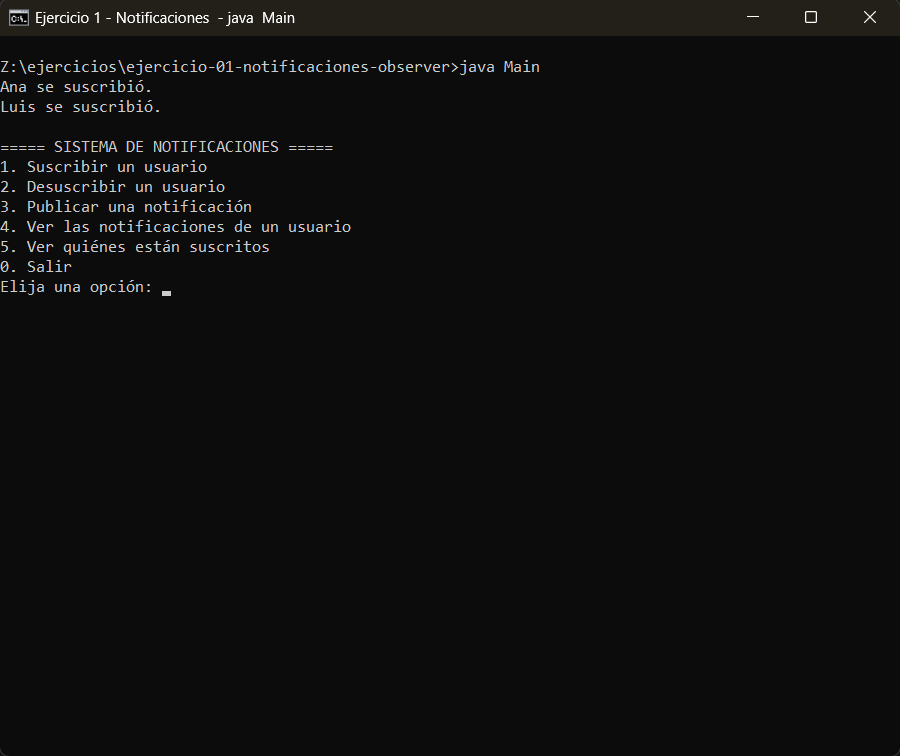 Ejercicio 1 - Notificaciones - java Main
Z:\ejercicios\ejercicio-01-notificaciones-observer>java Main
Ana se suscribió.
Luis se suscribió.
===== SISTEMA DE NOTIFICACIONES =====
1. Suscribir un usuario
2. Desuscribir un usuario
3. Publicar una notificación
4. Ver las notificaciones de un usuario
5. Ver quiénes están suscritos
0. Salir
Elija una opción: